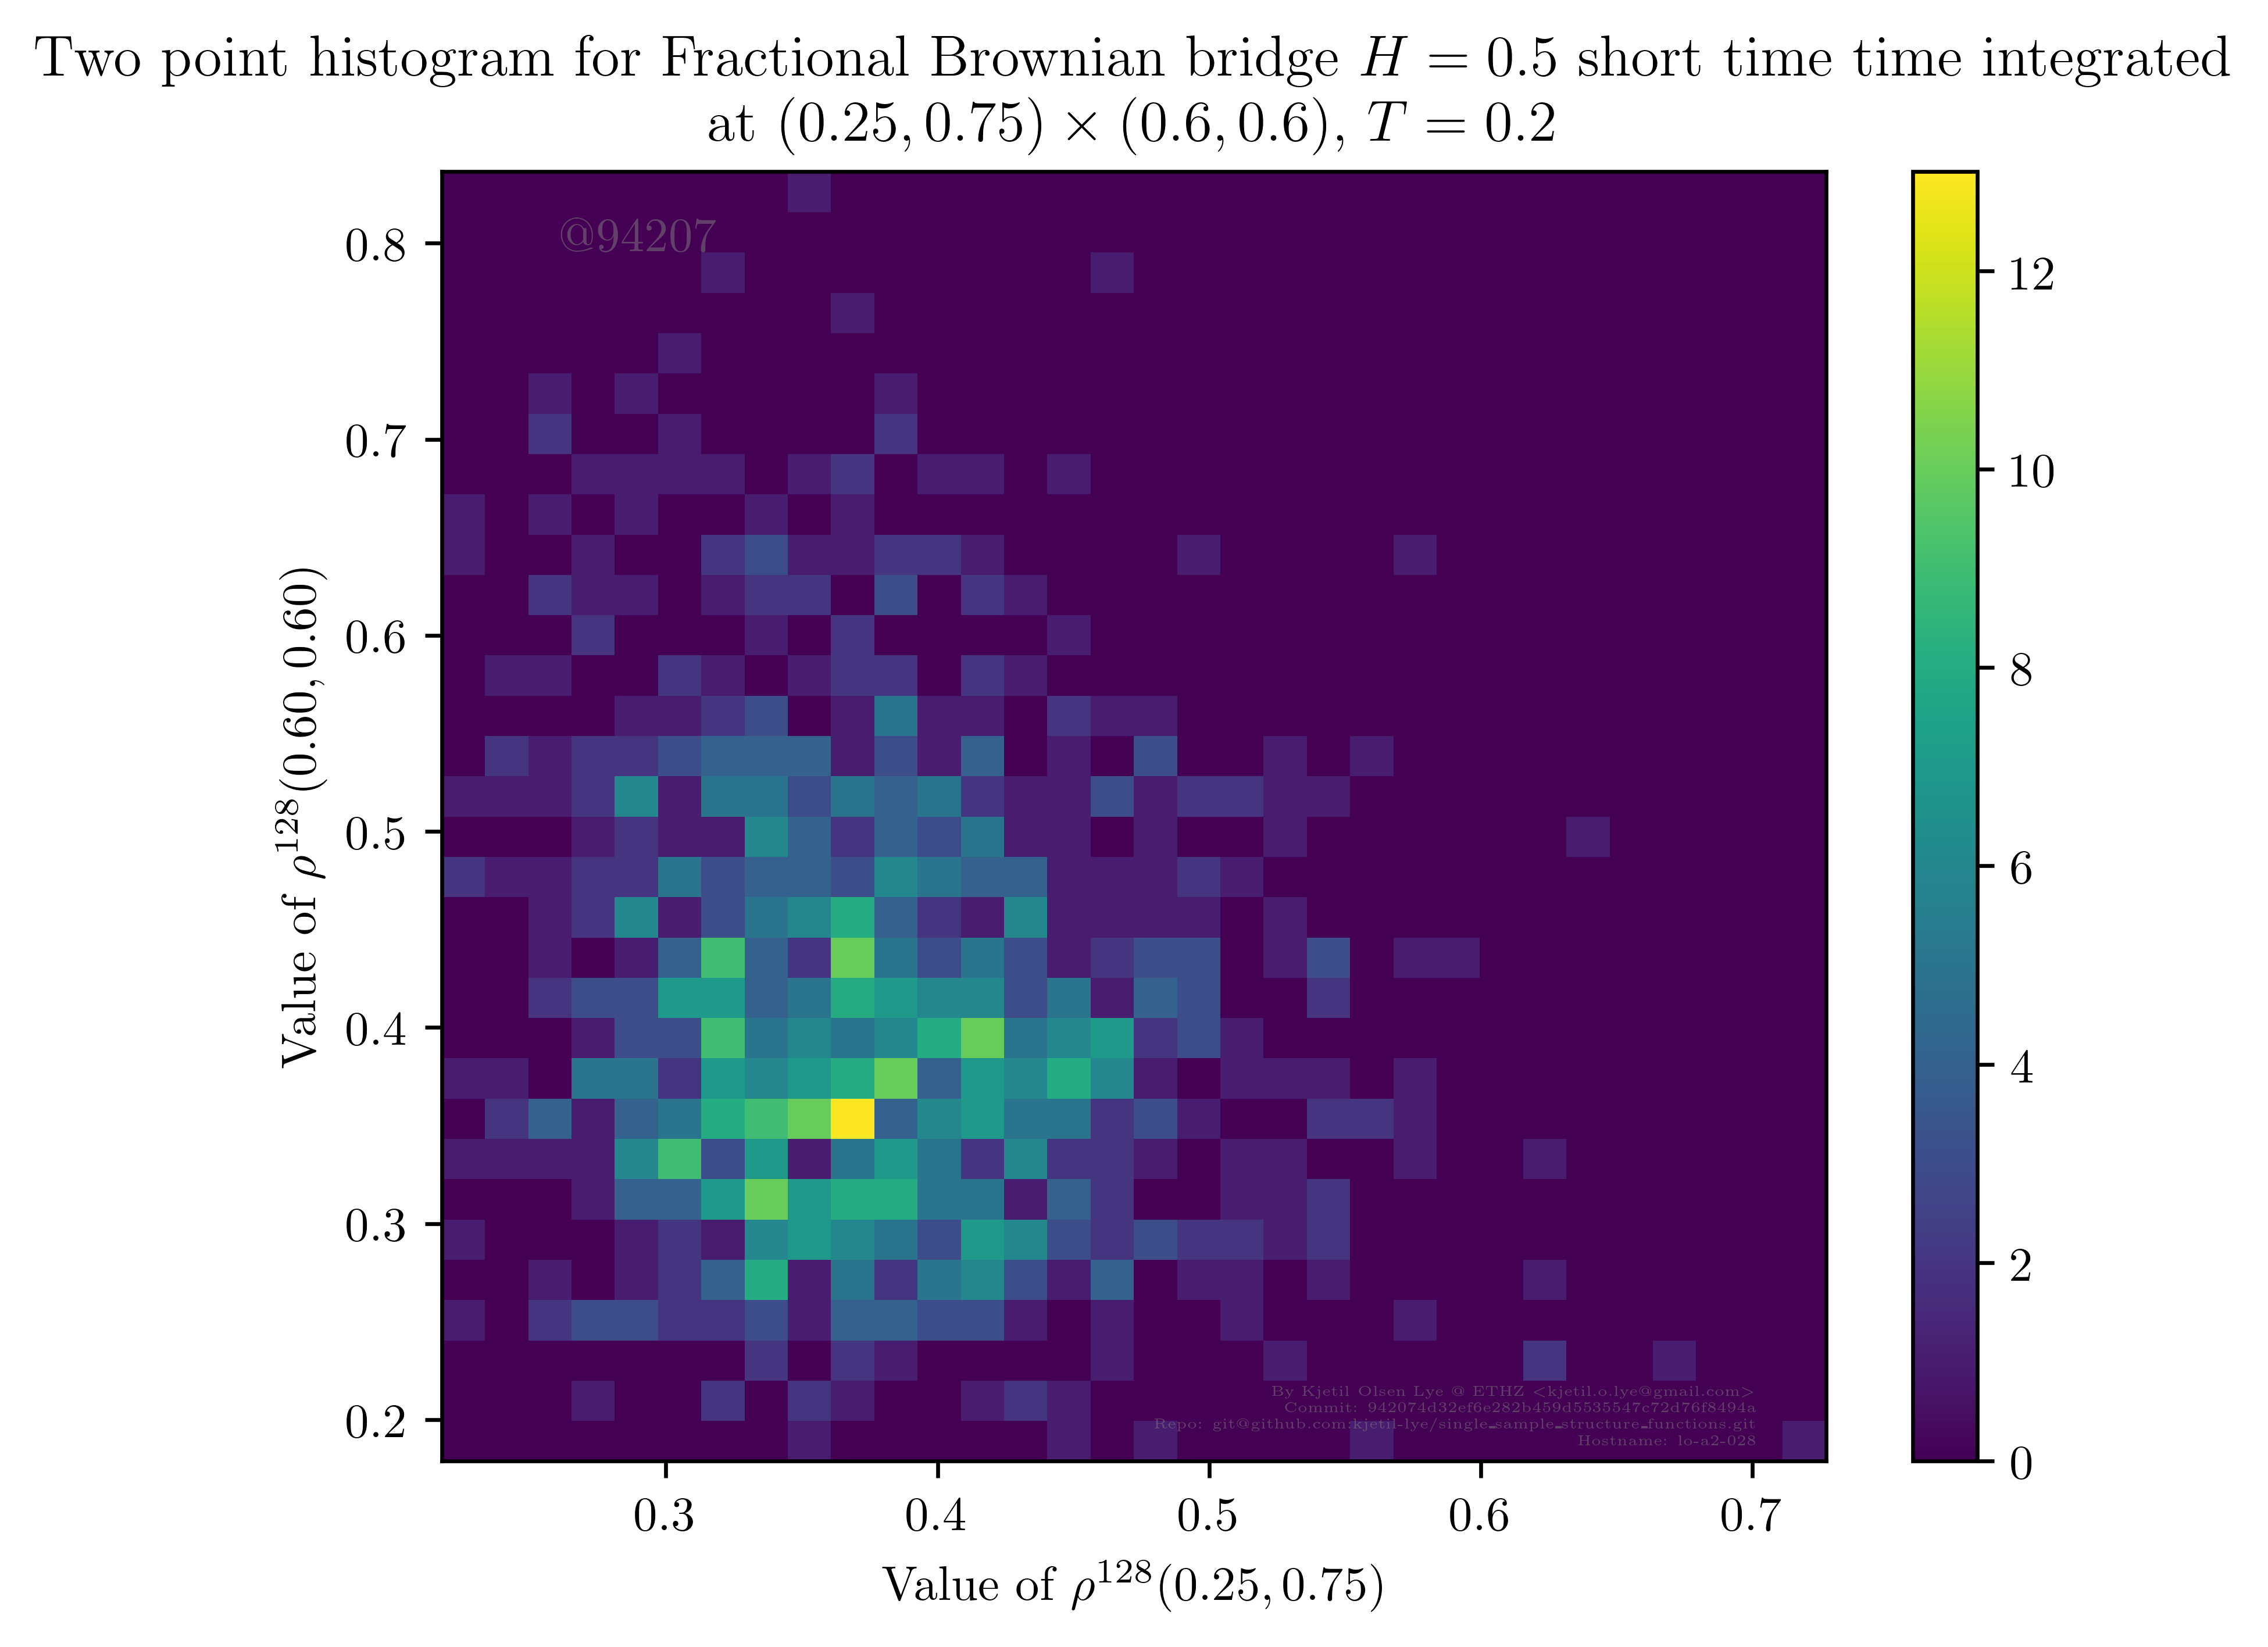 Two point histogram for Fractional Brownian bridge H = 0.5 short time time integrated
at (0.25, 0.75) × (0.6, 0.6), T = 0.2
@94207
0.8
0.7
0.6
0.5
0.4
0.3
0.2
Value of ρ¹²⁸(0.60, 0.60)
0.3
0.4
0.5
0.6
0.7
Value of ρ¹²⁸(0.25, 0.75)
12
10
8
6
4
2
0
By Kjetil Olsen Lye @ ETHZ <kjetil.o.lye@gmail.com>
Commit: 942074d32ef6e282b459d5535547c72d76f8494a
Repo: git@github.com:kjetil-lye/single_sample_structure_functions.git
Hostname: lo-a2-028